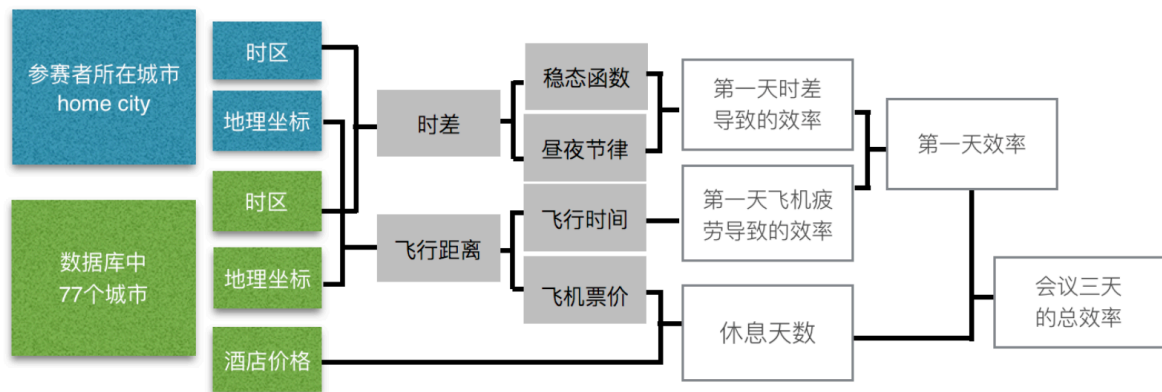 参赛者所在城市
home city
时区
地理坐标
时区
数据库中
77个城市
地理坐标
酒店价格
时差
飞行距离
稳态函数
昼夜节律
飞行时间
飞机票价
第一天时差
导致的效率
第一天飞机疲
劳导致的效率
休息天数
第一天效率
会议三天
的总效率